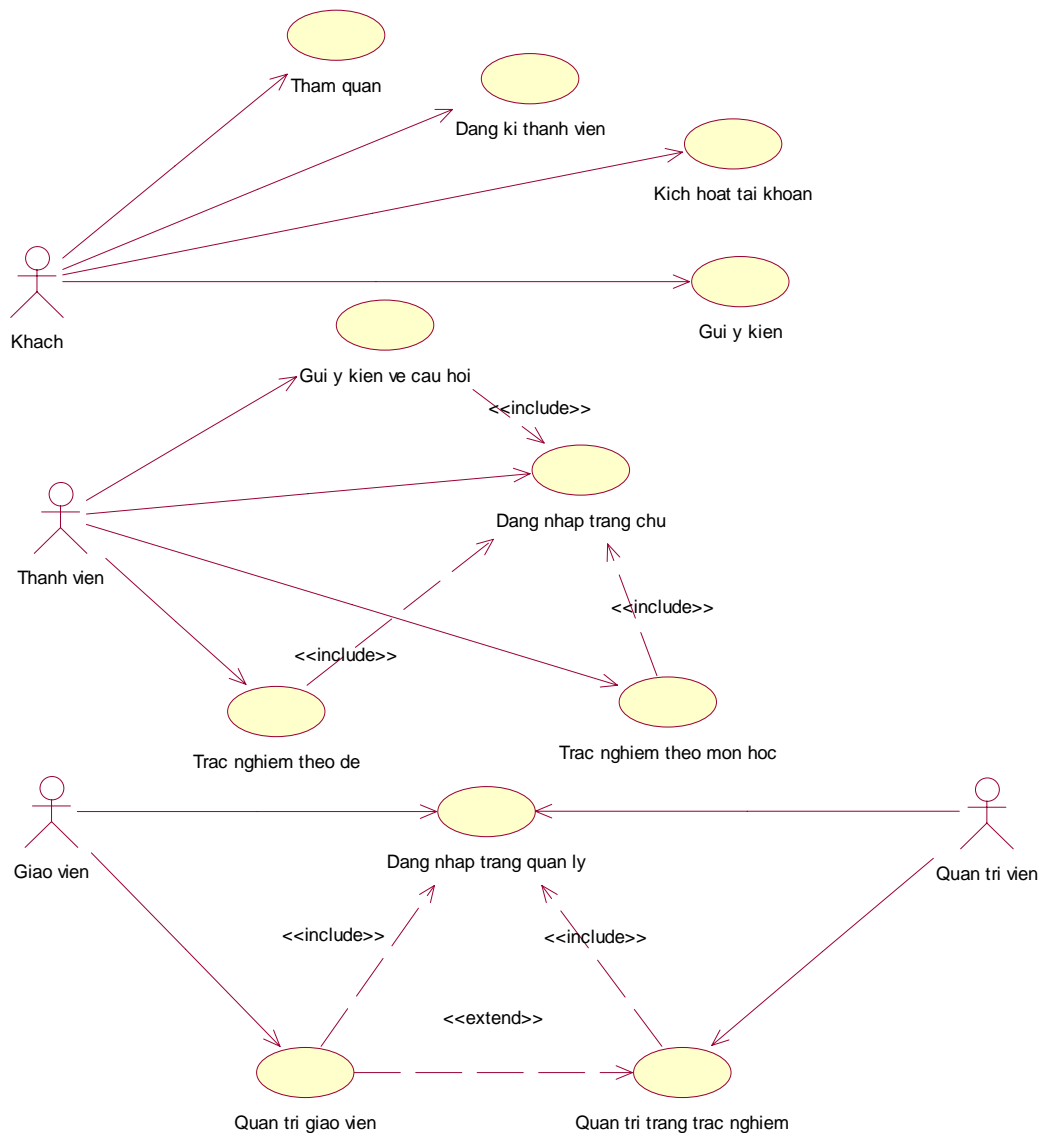 Tham quan
Dang ki thanh vien
Kich hoat tai khoan
Khach
Gui y kien
Gui y kien ve cau hoi
<<include>>
Dang nhap trang chu
Thanh vien
<<include>>
<<include>>
Trac nghiem theo de
Trac nghiem theo mon hoc
Giao vien
Dang nhap trang quan ly
Quan tri vien
<<include>>
<<include>>
<<extend>>
Quan tri giao vien
Quan tri trang trac nghiem